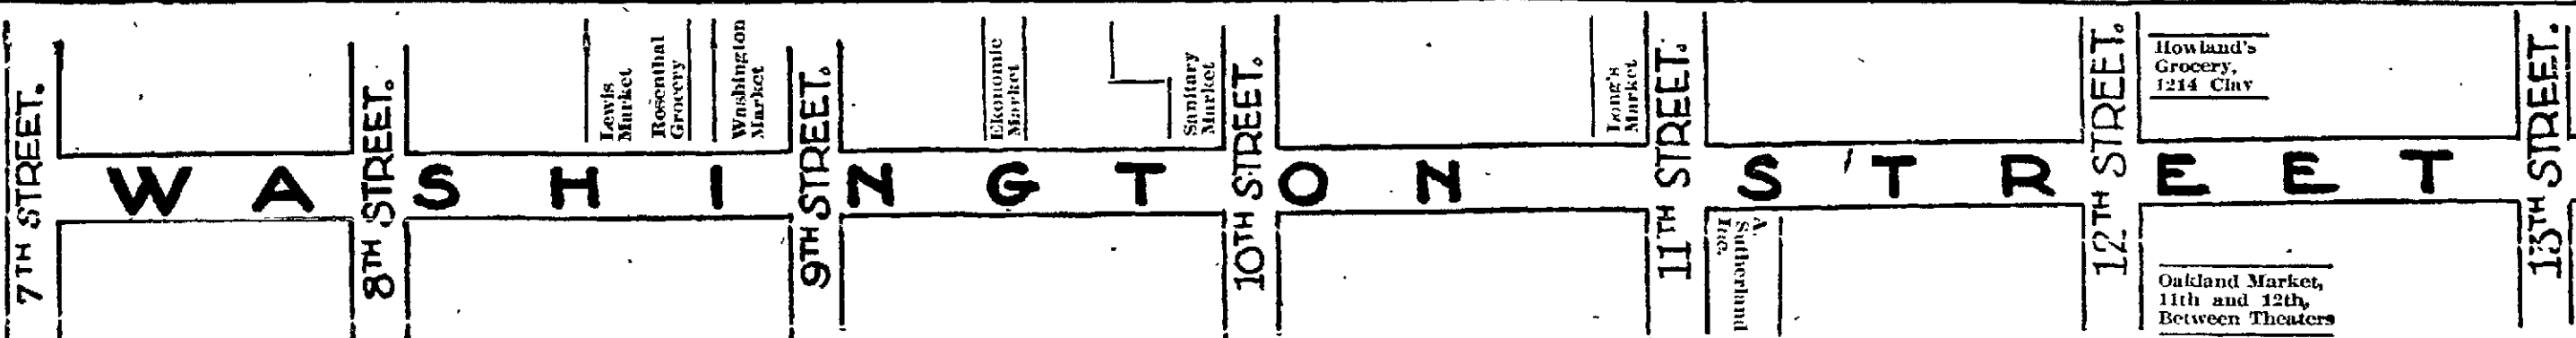 7TH STREET.
8TH STREET.
Lewis
Market
Rosenthal
Grocery
Washington
Market
9TH STREET.
Ekonomic
Market
Sanitary
Market
10TH STREET.
Long's
Market
11TH STREET.
12TH STREET.
Howland's
Grocery,
1214 Clay
13TH STREET.
WASHINGTON STREET
A.
Sutherland
Inc.
Oakland Market,
11th and 12th,
Between Theaters